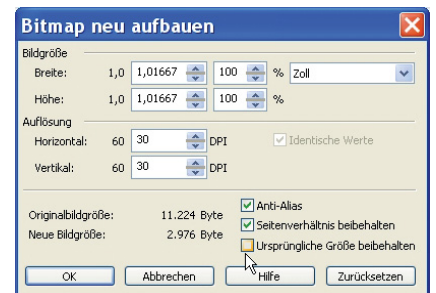 Bitmap neu aufbauen
Bildgröße
Breite: 1,0 1,01667 100 % Zoll
Höhe: 1,0 1,01667 100 %
Auflösung
Horizontal: 60 30 DPI Identische Werte
Vertikal: 60 30 DPI
Anti-Alias
Originalbildgröße: 11.224 Byte
Seitenverhältnis beibehalten
Neue Bildgröße: 2.976 Byte
Ursprüngliche Größe beibehalten
OK Abbrechen Hilfe Zurücksetzen